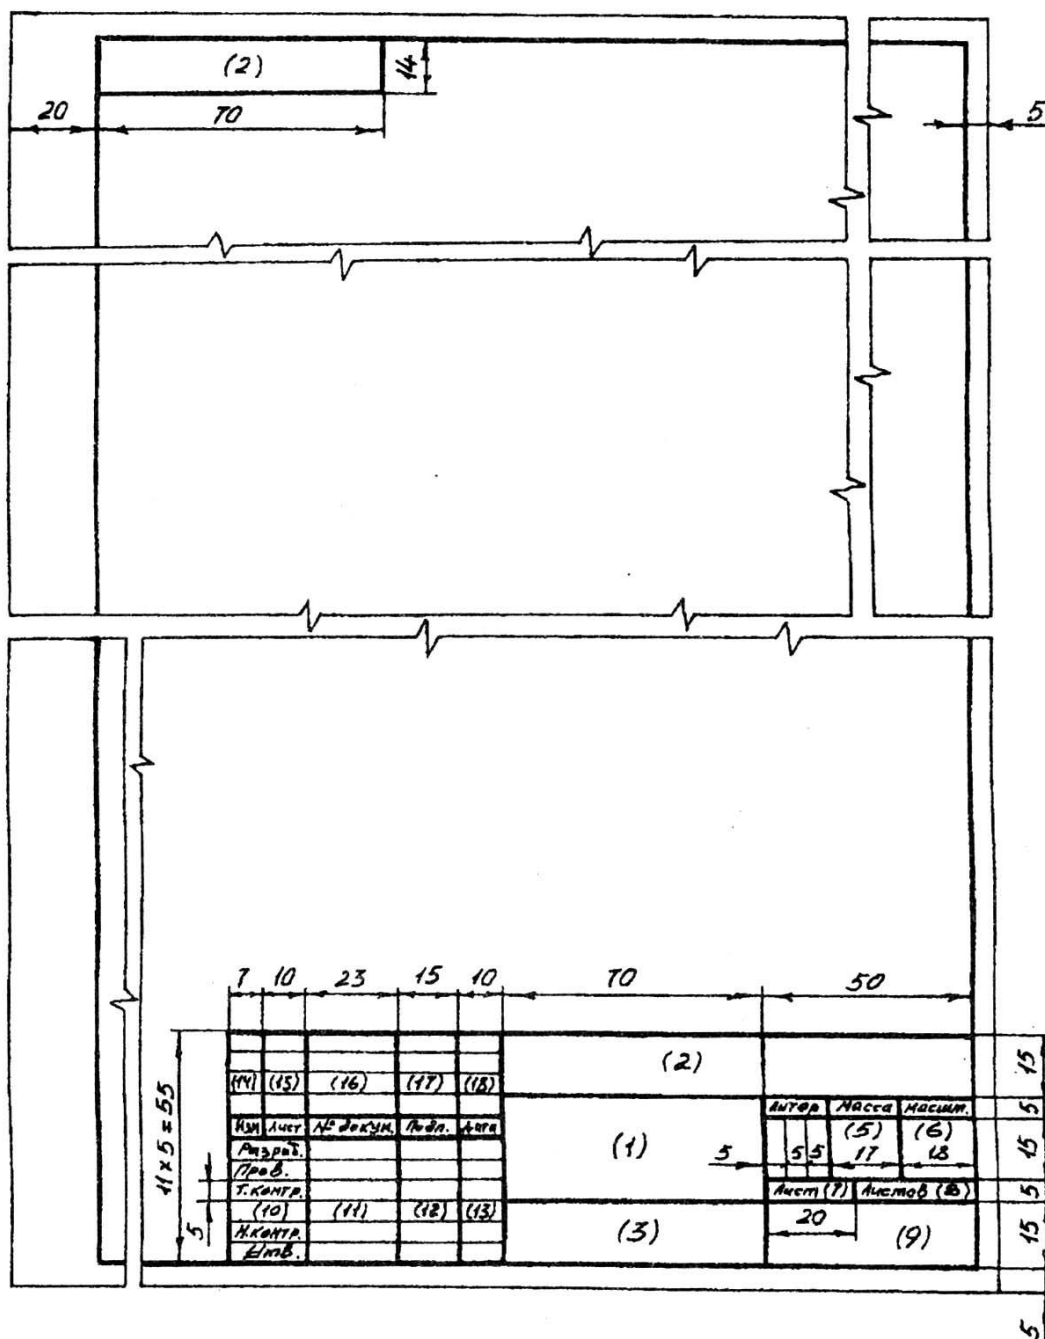 (2)
14
20
70
5
7 10 23 15 10 70 50
(2)
15
(14) (15) (16) (17) (18)
Литер Масса Масшт.
5
Изм Лист № докум. Подп. Дата
(5) (6)
11 x 5 = 55
Разраб.
(1)
5 5 5 17 18
15
Пров.
Т.контр.
Лист (7) Листов (8)
5
(10) (11) (12) (13)
20
5
Н.контр.
(3)
(9)
15
Утв.
5